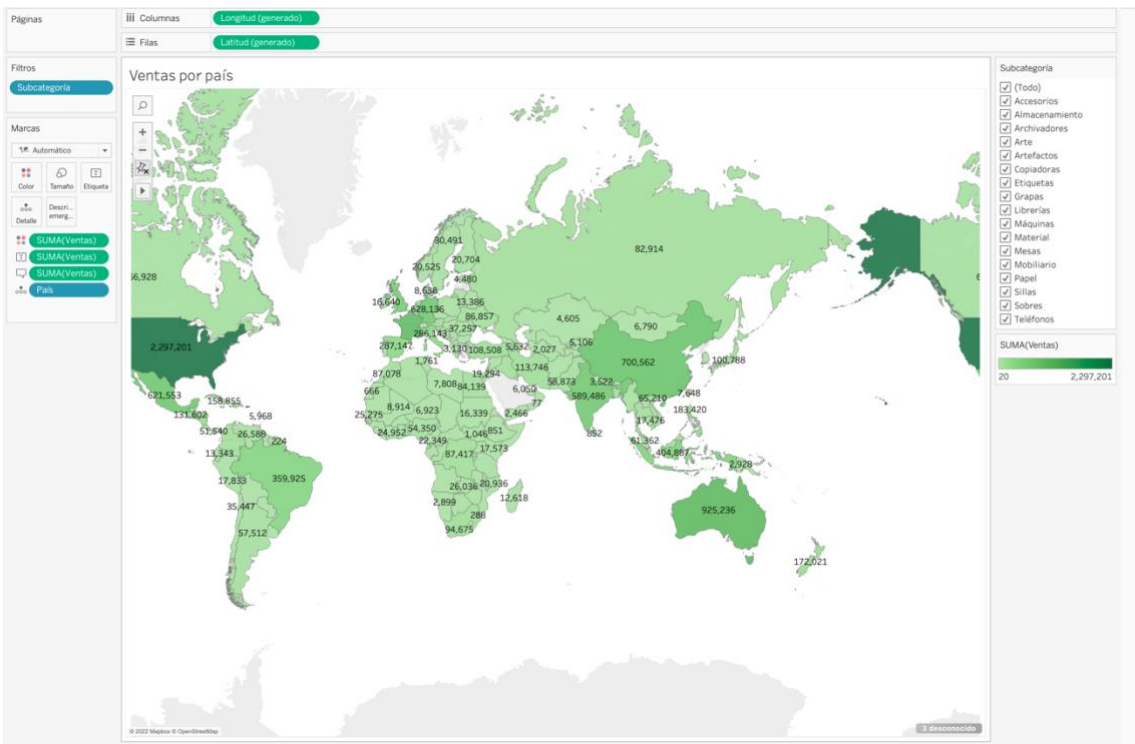 Páginas
Columnas
Longitud (generado)
Filas
Latitud (generado)
Filtros
Subcategoría
Marcas
Automático
Color
Tamaño
Etiqueta
Detalle
Descri...
emerg...
SUMA(Ventas)
SUMA(Ventas)
SUMA(Ventas)
País
Ventas por país
80,491
82,914
20,525
20,704
4,480
8,638
16,640
13,386
628,136
86,857
4,605
6,790
286,143
37,257
287,147
3,130
108,508
5,632
2,027
5,106
700,562
100,788
2,297,201
1,761
113,746
87,078
19,294
58,873
3,522
621,553
158,855
666
7,808
84,139
6,050
77
589,486
65,210
7,648
131,602
5,968
25,275
8,914
6,923
16,339
2,466
183,420
51,640
26,588
224
24,952
54,350
22,349
1,046
851
852
17,476
13,343
87,417
17,573
61,352
404,887
2,928
17,833
359,925
26,036
20,936
12,618
35,447
2,899
288
925,236
57,512
94,675
172,021
© 2022 Mapbox © OpenStreetMap
3 desconocido
Subcategoría
(Todo)
Accesorios
Almacenamiento
Archivadores
Arte
Artefactos
Copiadoras
Etiquetas
Grapas
Librerías
Máquinas
Material
Mesas
Mobiliario
Papel
Sillas
Sobres
Teléfonos
SUMA(Ventas)
20
2,297,201